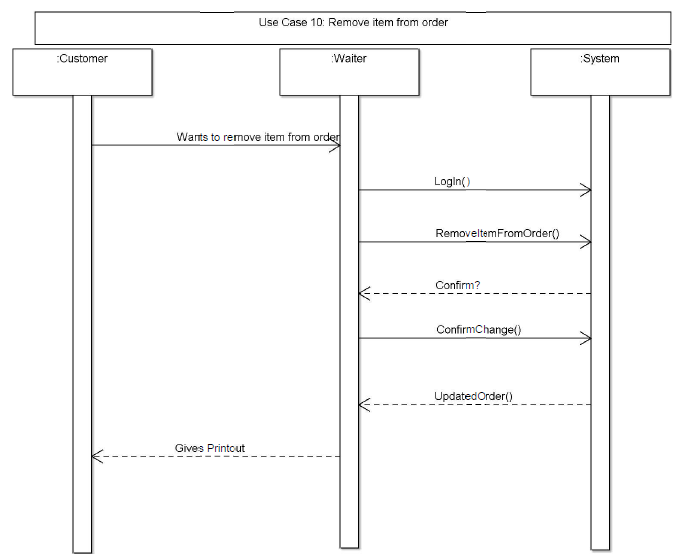 Use Case 10: Remove item from order
:Customer
:Waiter
:System
Wants to remove item from order
LogIn()
RemoveItemFromOrder()
Confirm?
ConfirmChange()
UpdatedOrder()
Gives Printout